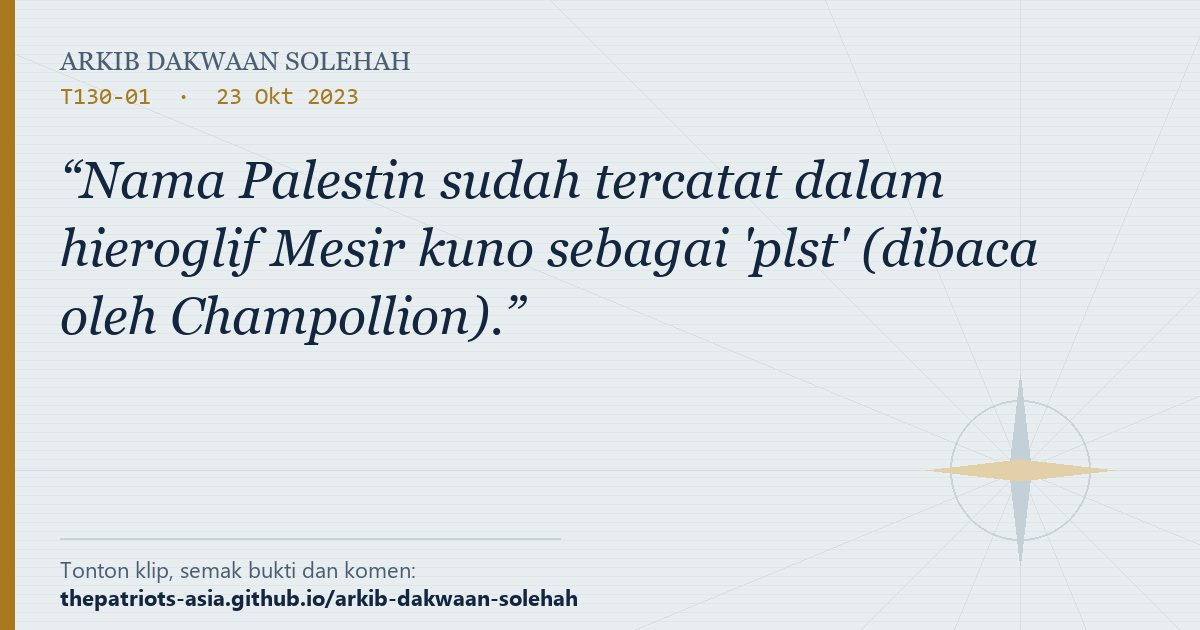 ARKIB DAKWAAN SOLEHAH
T130-01 · 23 Okt 2023
“Nama Palestin sudah tercatat dalam
hieroglif Mesir kuno sebagai 'plst' (dibaca
oleh Champollion).”
Tonton klip, semak bukti dan komen:
thepatriots-asia.github.io/arkib-dakwaan-solehah